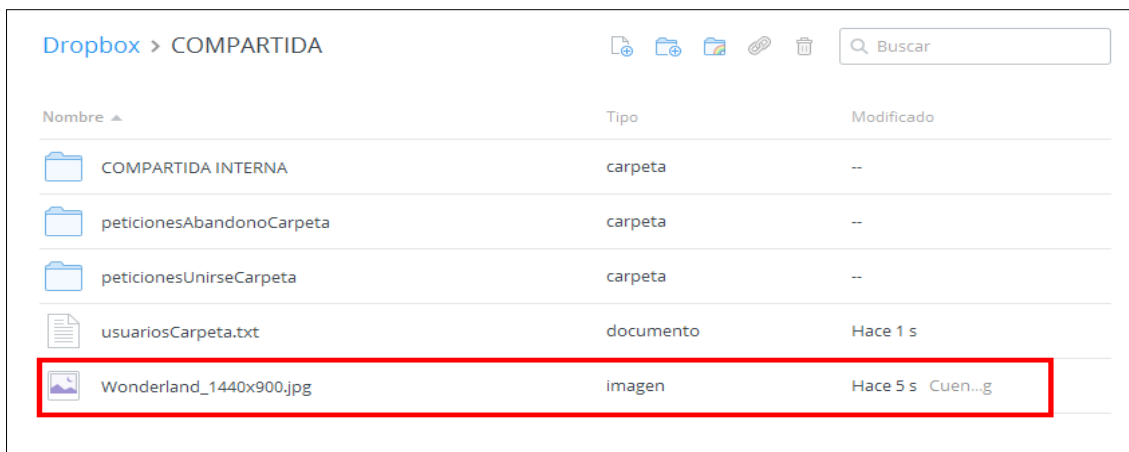 Dropbox > COMPARTIDA
Buscar
Nombre Tipo Modificado
COMPARTIDA INTERNA carpeta --
peticionesAbandonoCarpeta carpeta --
peticionesUnirseCarpeta carpeta --
usuariosCarpeta.txt documento Hace 1 s
Wonderland_1440x900.jpg imagen Hace 5 s Cuen...g